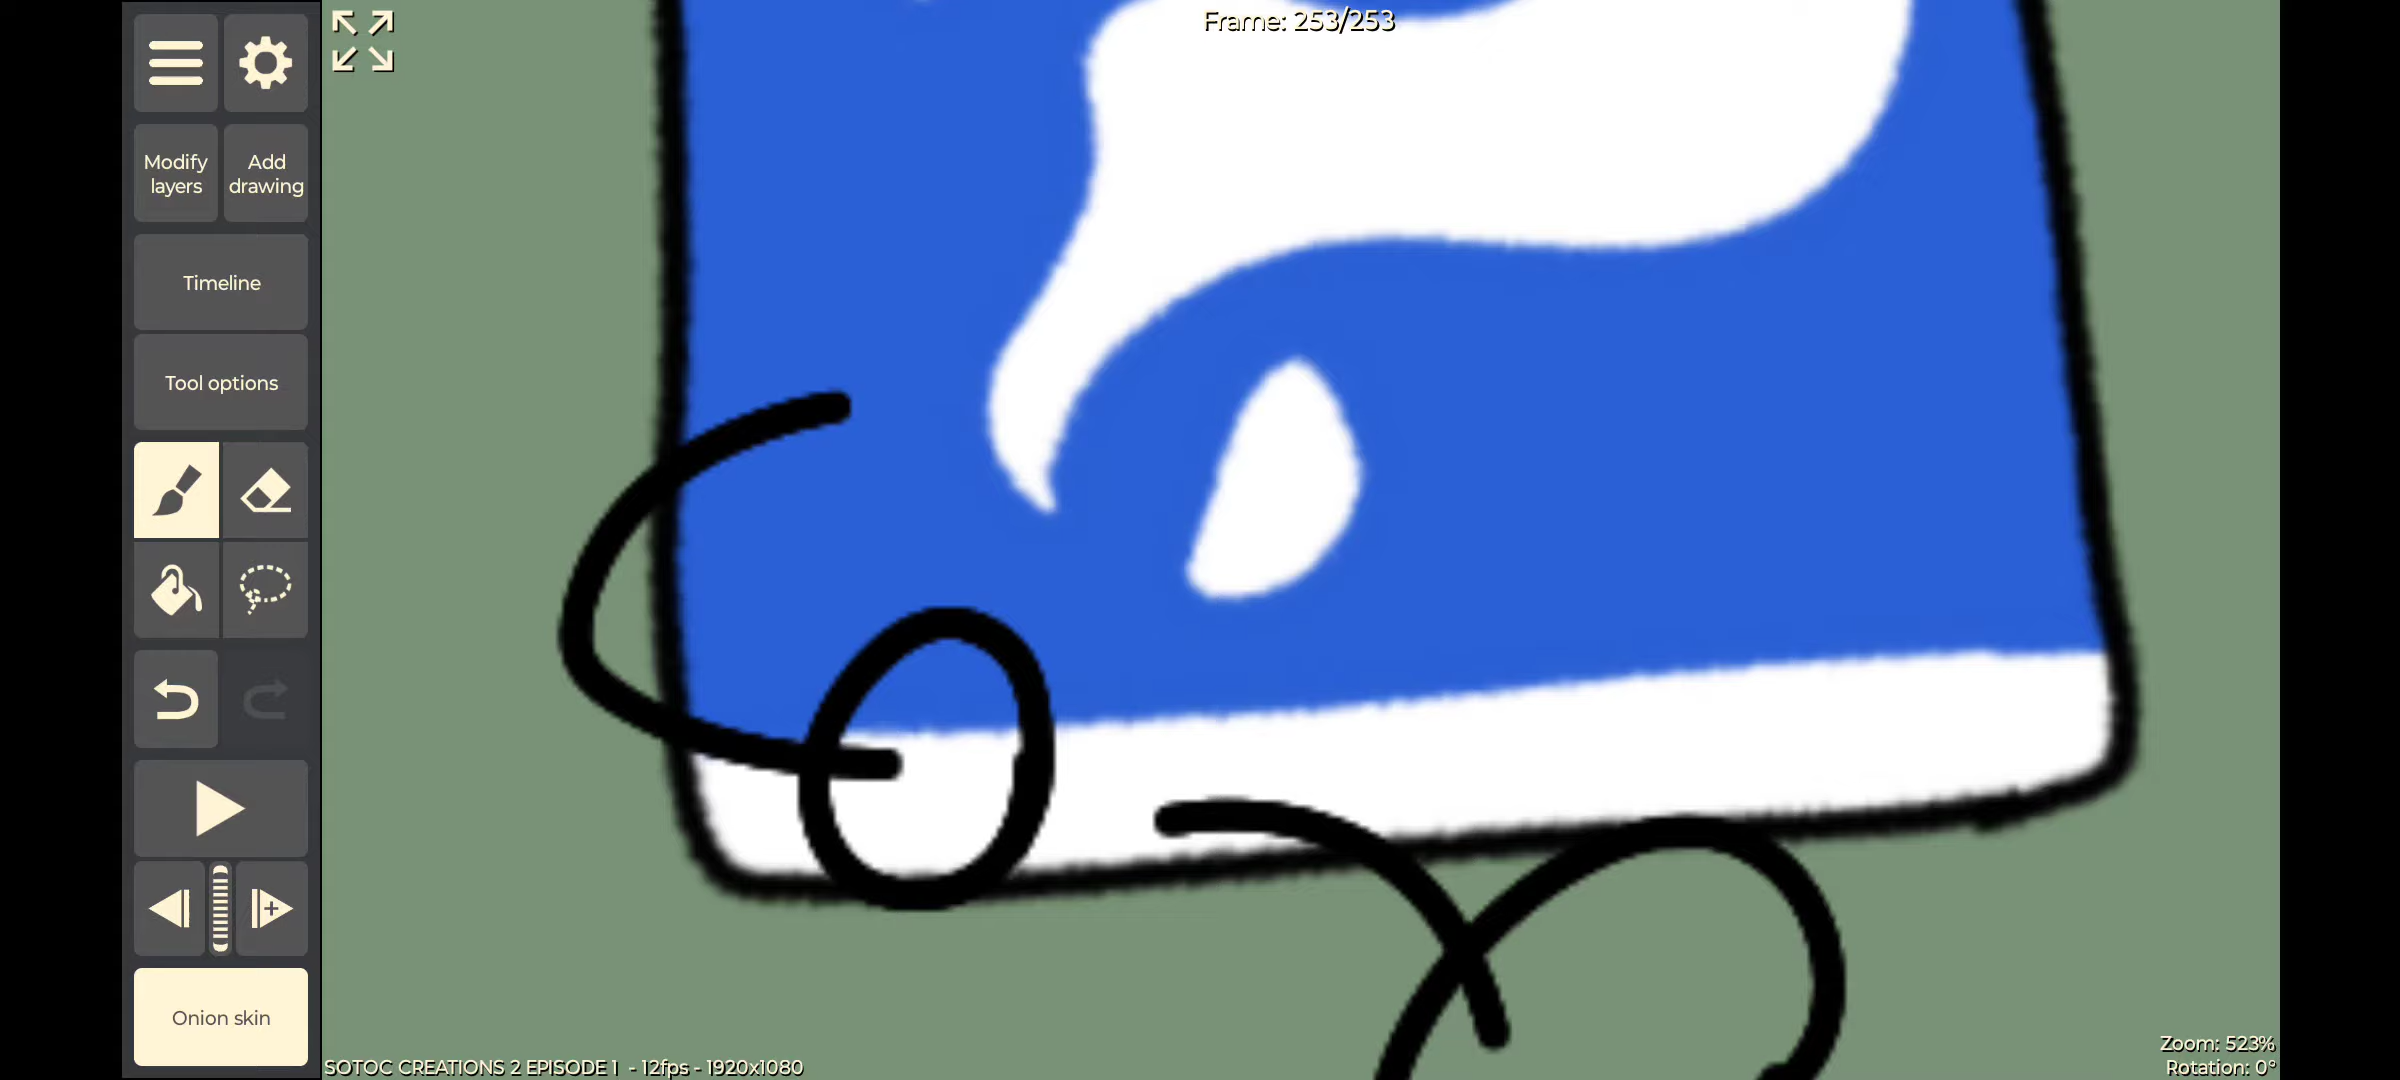 Frame: 253/253
Modify
layers
Add
drawing
Timeline
Tool options
Onion skin
SOTOC CREATIONS 2 EPISODE 1 - 12fps - 1920x1080
Zoom: 523%
Rotation: 0°